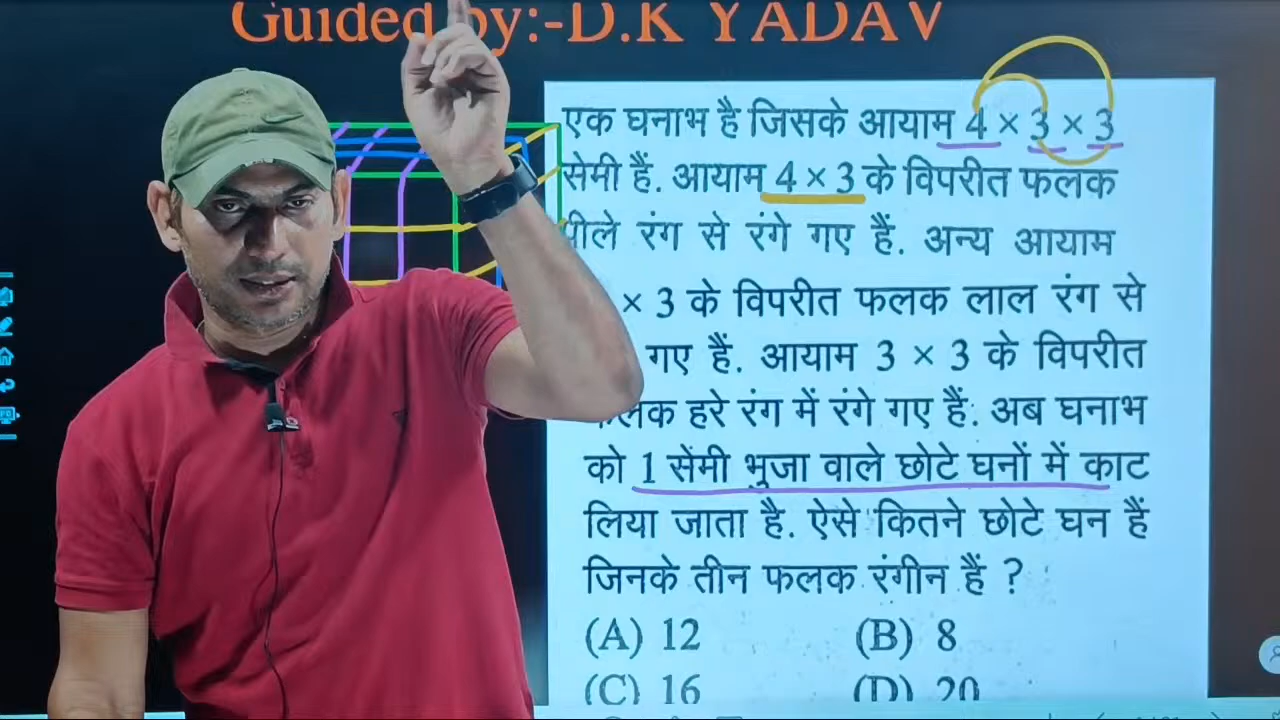 Guided by:-D.K YADAV
एक घनाभ है जिसके आयाम 4 × 3 × 3
सेमी हैं. आयाम 4 × 3 के विपरीत फलक
पीले रंग से रंगे गए हैं. अन्य आयाम
× 3 के विपरीत फलक लाल रंग से
गए हैं. आयाम 3 × 3 के विपरीत
फलक हरे रंग में रंगे गए हैं. अब घनाभ
को 1 सेंमी भुजा वाले छोटे घनों में काट
लिया जाता है. ऐसे कितने छोटे घन हैं
जिनके तीन फलक रंगीन हैं ?
(A) 12 (B) 8
(C) 16 (D) 20